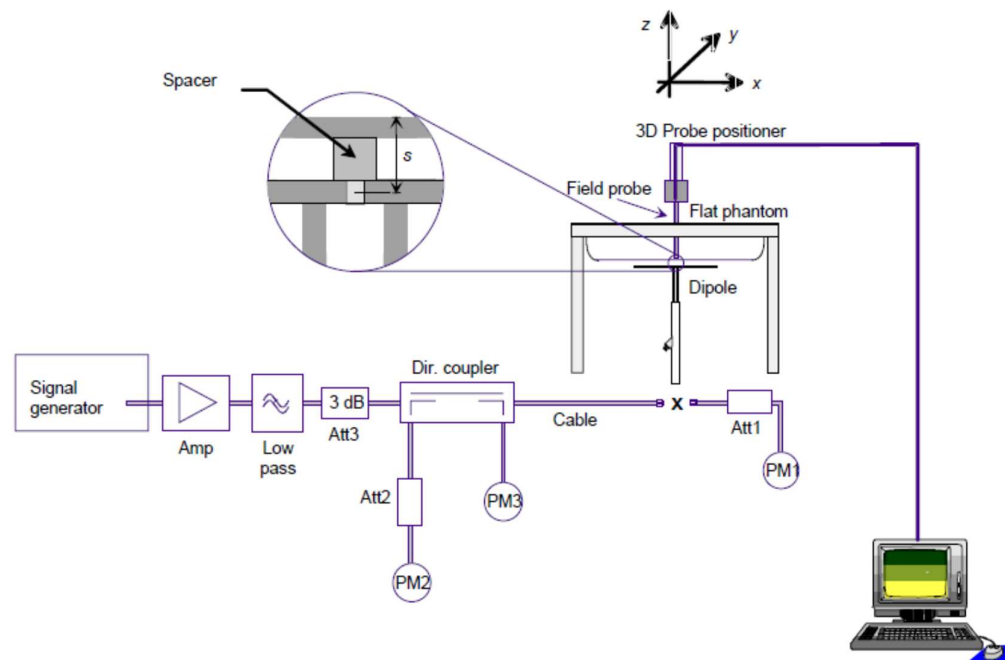 z
y
x
Spacer
s
3D Probe positioner
Field probe
Flat phantom
Dipole
Signal
generator
Amp
Low
pass
3 dB
Att3
Dir. coupler
Cable
X
Att1
PM1
Att2
PM3
PM2